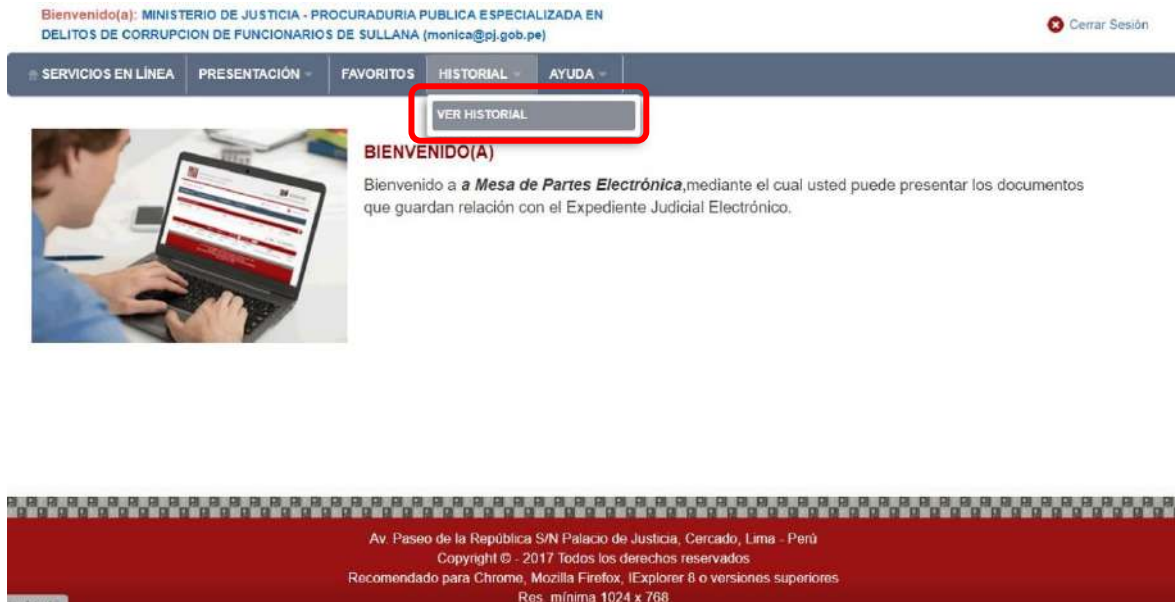 Bienvenido(a): MINISTERIO DE JUSTICIA - PROCURADURIA PUBLICA ESPECIALIZADA EN
DELITOS DE CORRUPCION DE FUNCIONARIOS DE SULLANA (monica@pj.gob.pe)
Cerrar Sesión
SERVICIOS EN LÍNEA PRESENTACIÓN FAVORITOS HISTORIAL AYUDA
VER HISTORIAL
BIENVENIDO(A)
Bienvenido a a Mesa de Partes Electrónica,mediante el cual usted puede presentar los documentos
que guardan relación con el Expediente Judicial Electrónico.
Av. Paseo de la República S/N Palacio de Justicia, Cercado, Lima - Perú
Copyright © - 2017 Todos los derechos reservados
Recomendado para Chrome, Mozilla Firefox, IExplorer 8 o versiones superiores
Res. mínima 1024 x 768